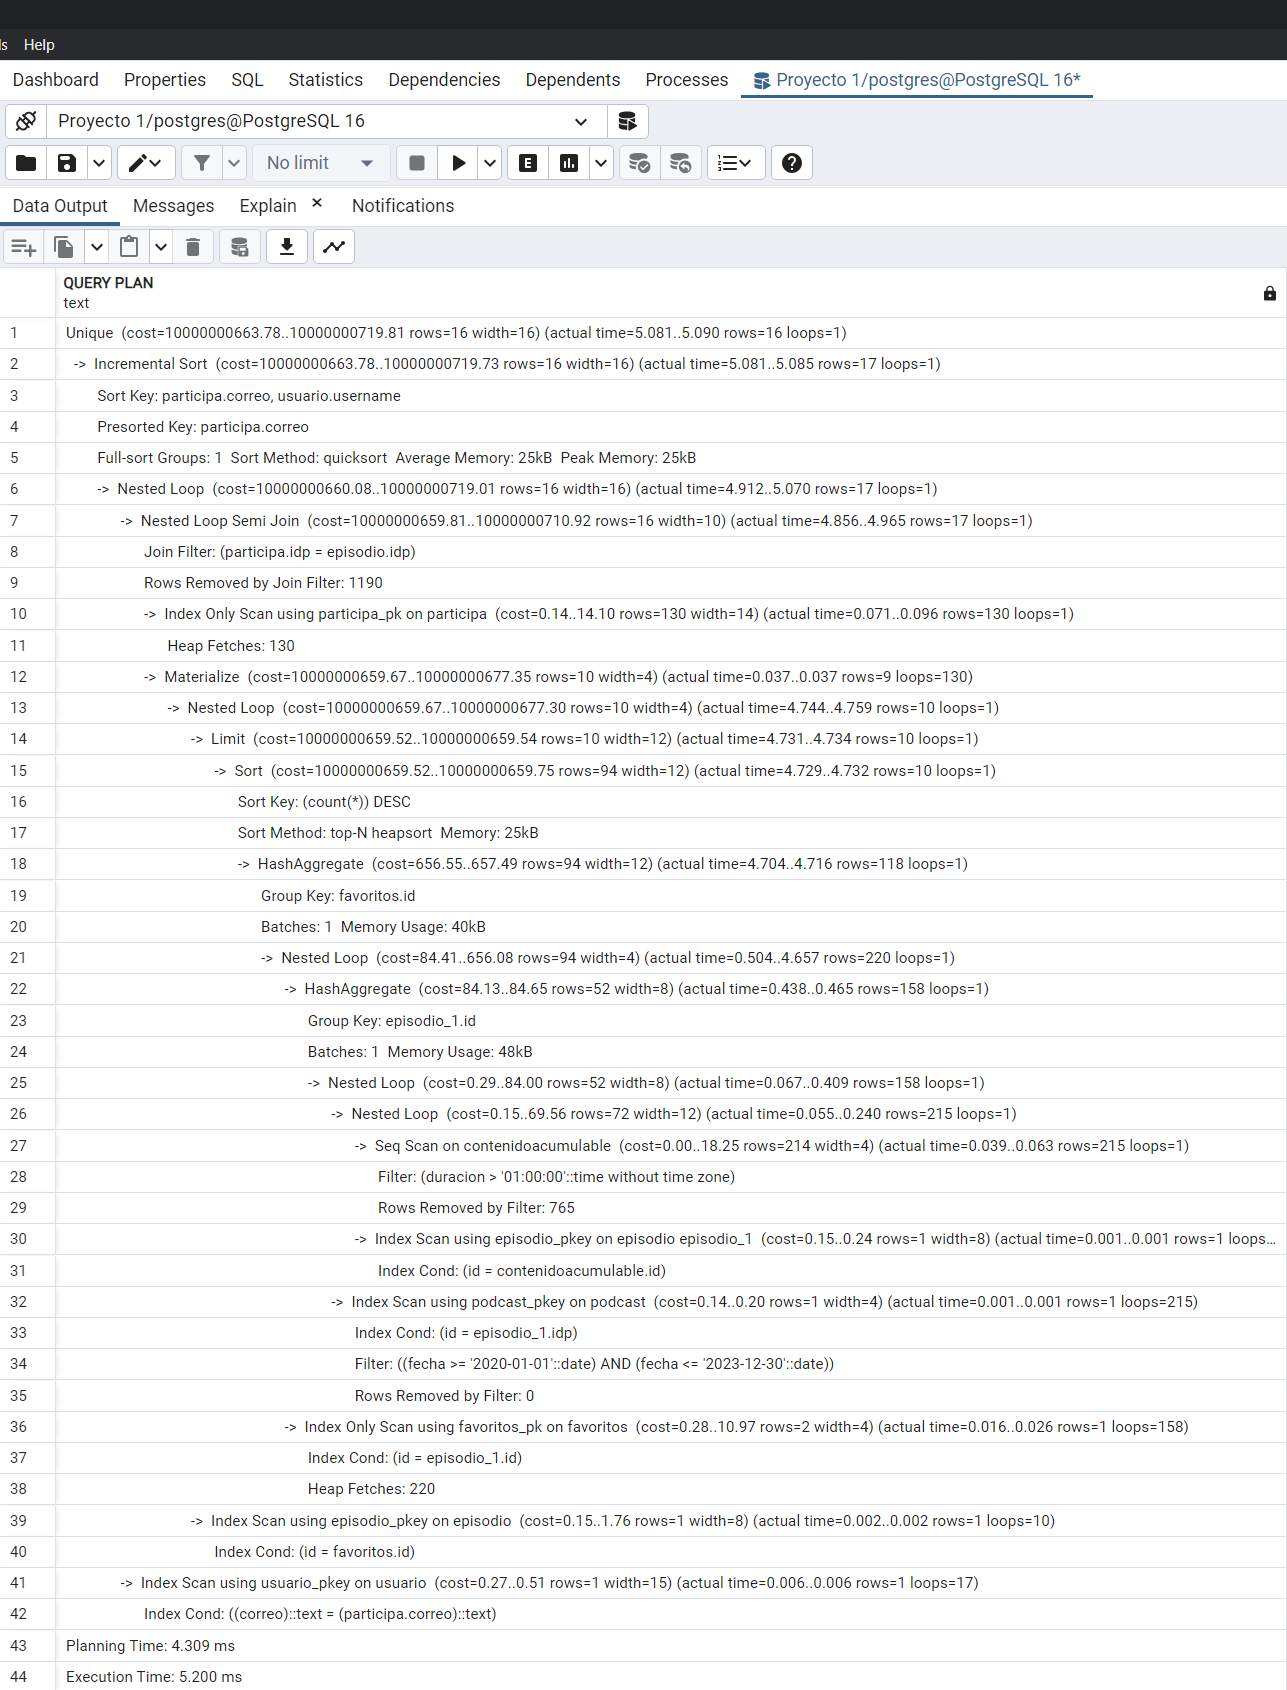 ls Help
Dashboard Properties SQL Statistics Dependencies Dependents Processes Proyecto 1/postgres@PostgreSQL 16*
Proyecto 1/postgres@PostgreSQL 16
No limit E
Data Output Messages Explain × Notifications
QUERY PLAN
text
1 Unique (cost=10000000663.78..10000000719.81 rows=16 width=16) (actual time=5.081..5.090 rows=16 loops=1)
2 -> Incremental Sort (cost=10000000663.78..10000000719.73 rows=16 width=16) (actual time=5.081..5.085 rows=17 loops=1)
3 Sort Key: participa.correo, usuario.username
4 Presorted Key: participa.correo
5 Full-sort Groups: 1 Sort Method: quicksort Average Memory: 25kB Peak Memory: 25kB
6 -> Nested Loop (cost=10000000660.08..10000000719.01 rows=16 width=16) (actual time=4.912..5.070 rows=17 loops=1)
7 -> Nested Loop Semi Join (cost=10000000659.81..10000000710.92 rows=16 width=10) (actual time=4.856..4.965 rows=17 loops=1)
8 Join Filter: (participa.idp = episodio.idp)
9 Rows Removed by Join Filter: 1190
10 -> Index Only Scan using participa_pk on participa (cost=0.14..14.10 rows=130 width=14) (actual time=0.071..0.096 rows=130 loops=1)
11 Heap Fetches: 130
12 -> Materialize (cost=10000000659.67..10000000677.35 rows=10 width=4) (actual time=0.037..0.037 rows=9 loops=130)
13 -> Nested Loop (cost=10000000659.67..10000000677.30 rows=10 width=4) (actual time=4.744..4.759 rows=10 loops=1)
14 -> Limit (cost=10000000659.52..10000000659.54 rows=10 width=12) (actual time=4.731..4.734 rows=10 loops=1)
15 -> Sort (cost=10000000659.52..10000000659.75 rows=94 width=12) (actual time=4.729..4.732 rows=10 loops=1)
16 Sort Key: (count(*)) DESC
17 Sort Method: top-N heapsort Memory: 25kB
18 -> HashAggregate (cost=656.55..657.49 rows=94 width=12) (actual time=4.704..4.716 rows=118 loops=1)
19 Group Key: favoritos.id
20 Batches: 1 Memory Usage: 40kB
21 -> Nested Loop (cost=84.41..656.08 rows=94 width=4) (actual time=0.504..4.657 rows=220 loops=1)
22 -> HashAggregate (cost=84.13..84.65 rows=52 width=8) (actual time=0.438..0.465 rows=158 loops=1)
23 Group Key: episodio_1.id
24 Batches: 1 Memory Usage: 48kB
25 -> Nested Loop (cost=0.29..84.00 rows=52 width=8) (actual time=0.067..0.409 rows=158 loops=1)
26 -> Nested Loop (cost=0.15..69.56 rows=72 width=12) (actual time=0.055..0.240 rows=215 loops=1)
27 -> Seq Scan on contenidoacumulable (cost=0.00..18.25 rows=214 width=4) (actual time=0.039..0.063 rows=215 loops=1)
28 Filter: (duracion > '01:00:00'::time without time zone)
29 Rows Removed by Filter: 765
30 -> Index Scan using episodio_pkey on episodio episodio_1 (cost=0.15..0.24 rows=1 width=8) (actual time=0.001..0.001 rows=1 loops...
31 Index Cond: (id = contenidoacumulable.id)
32 -> Index Scan using podcast_pkey on podcast (cost=0.14..0.20 rows=1 width=4) (actual time=0.001..0.001 rows=1 loops=215)
33 Index Cond: (id = episodio_1.idp)
34 Filter: ((fecha >= '2020-01-01'::date) AND (fecha <= '2023-12-30'::date))
35 Rows Removed by Filter: 0
36 -> Index Only Scan using favoritos_pk on favoritos (cost=0.28..10.97 rows=2 width=4) (actual time=0.016..0.026 rows=1 loops=158)
37 Index Cond: (id = episodio_1.id)
38 Heap Fetches: 220
39 -> Index Scan using episodio_pkey on episodio (cost=0.15..1.76 rows=1 width=8) (actual time=0.002..0.002 rows=1 loops=10)
40 Index Cond: (id = favoritos.id)
41 -> Index Scan using usuario_pkey on usuario (cost=0.27..0.51 rows=1 width=15) (actual time=0.006..0.006 rows=1 loops=17)
42 Index Cond: ((correo)::text = (participa.correo)::text)
43 Planning Time: 4.309 ms
44 Execution Time: 5.200 ms